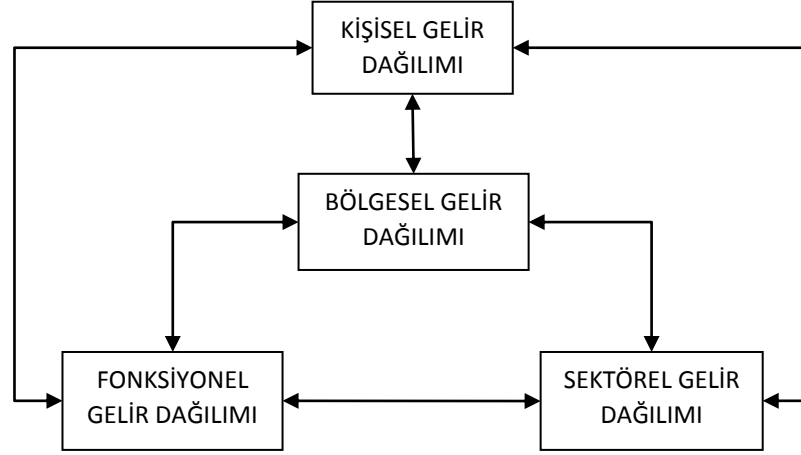 KİŞİSEL GELİR
DAĞILIMI
BÖLGESEL GELİR
DAĞILIMI
FONKSİYONEL
GELİR DAĞILIMI
SEKTÖREL GELİR
DAĞILIMI